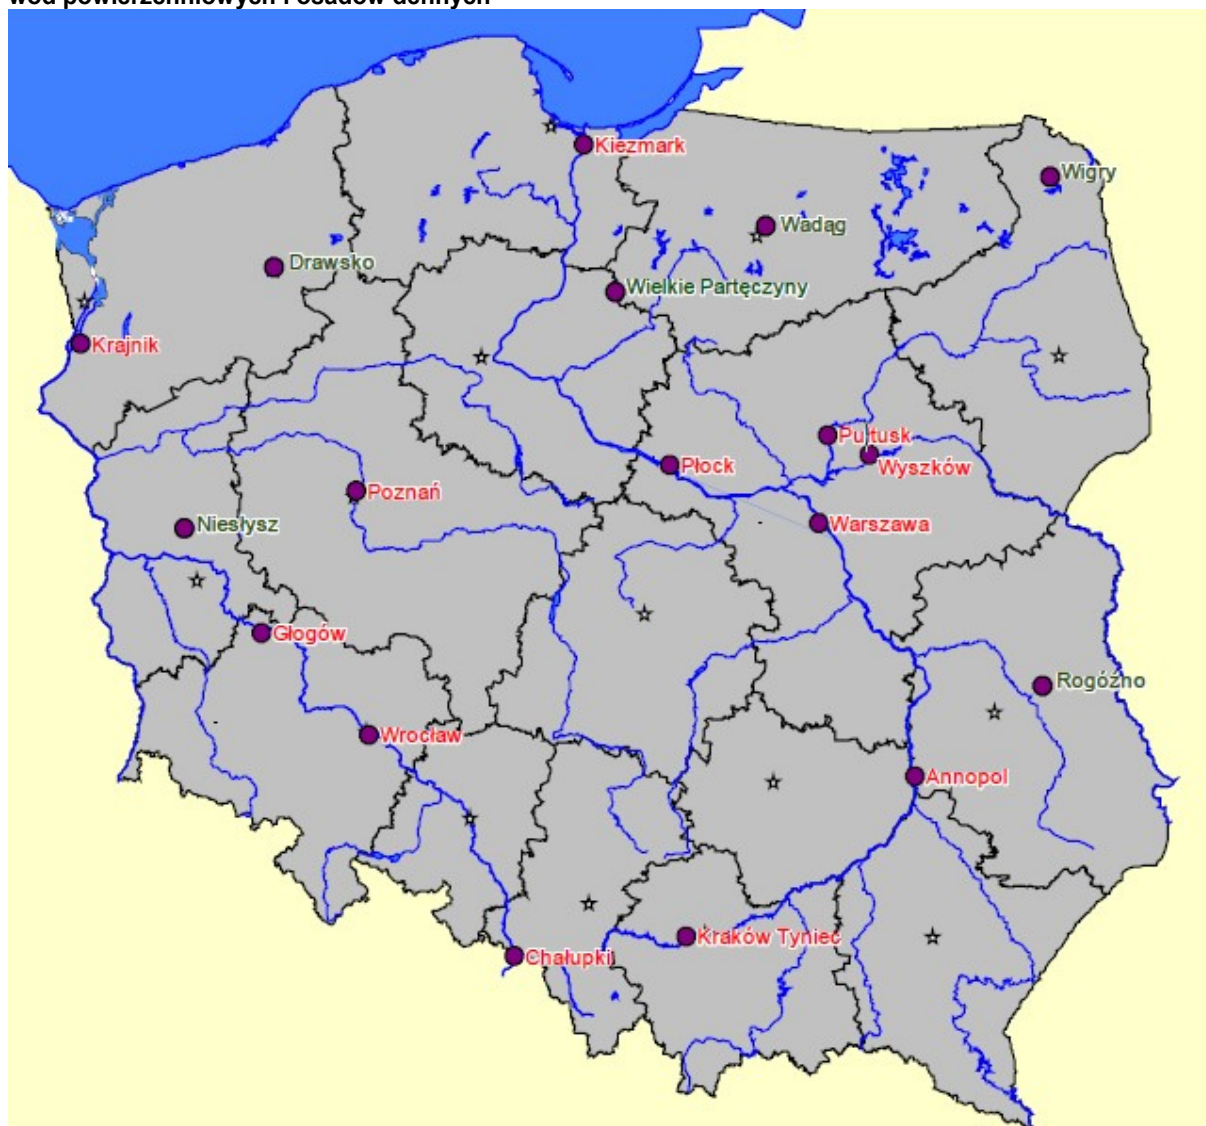 wód powierzchniowych i osadów dennych
Kiezmark
Wigry
Wadąg
Drawsko
Wielkie Partęczyny
Krajnik
Pułtusk
Wyszków
Płock
Poznań
Warszawa
Niesłysz
Głogów
Rogóźno
Wrocław
Annopol
Kraków Tyniec
Chałupki